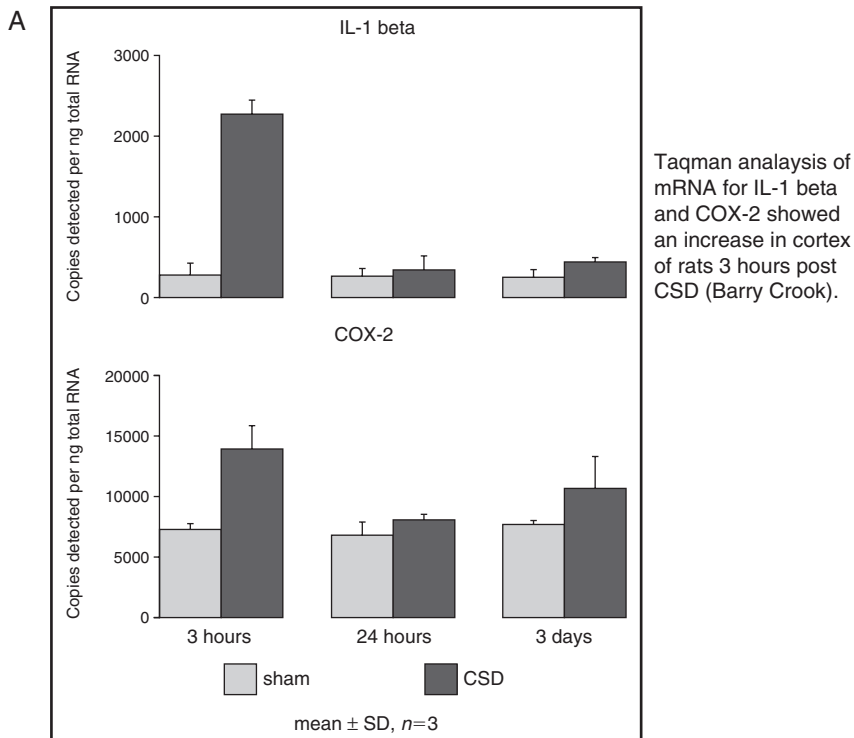 A
IL-1 beta
Copies detected per ng total RNA
3000
2000
1000
0
Taqman analaysis of
mRNA for IL-1 beta
and COX-2 showed
an increase in cortex
of rats 3 hours post
CSD (Barry Crook).
COX-2
Copies detected per ng total RNA
20000
15000
10000
5000
0
3 hours 24 hours 3 days
sham CSD
mean ± SD, n=3